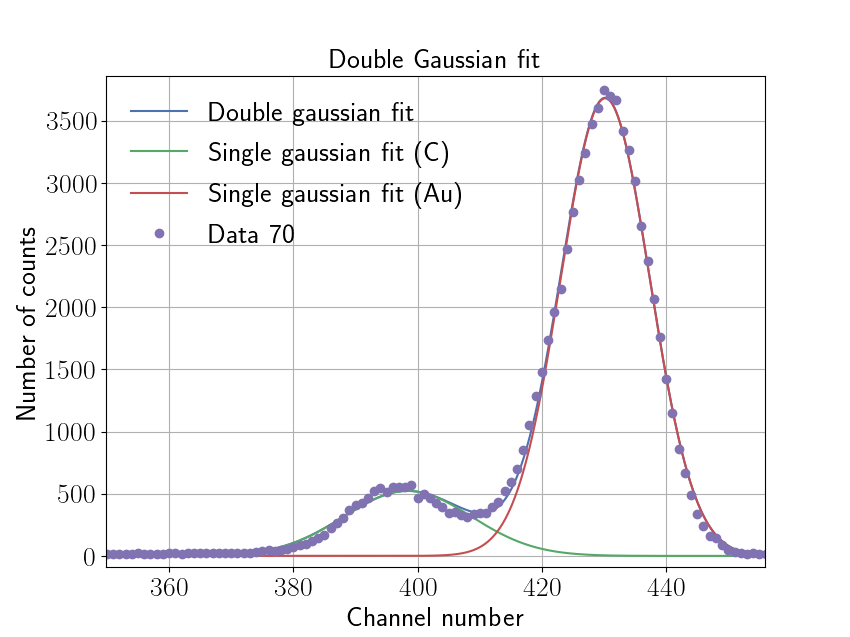 Double Gaussian fit
Double gaussian fit
Single gaussian fit (C)
Single gaussian fit (Au)
Data 70
3500
3000
2500
2000
1500
1000
500
0
Number of counts
360 380 400 420 440
Channel number